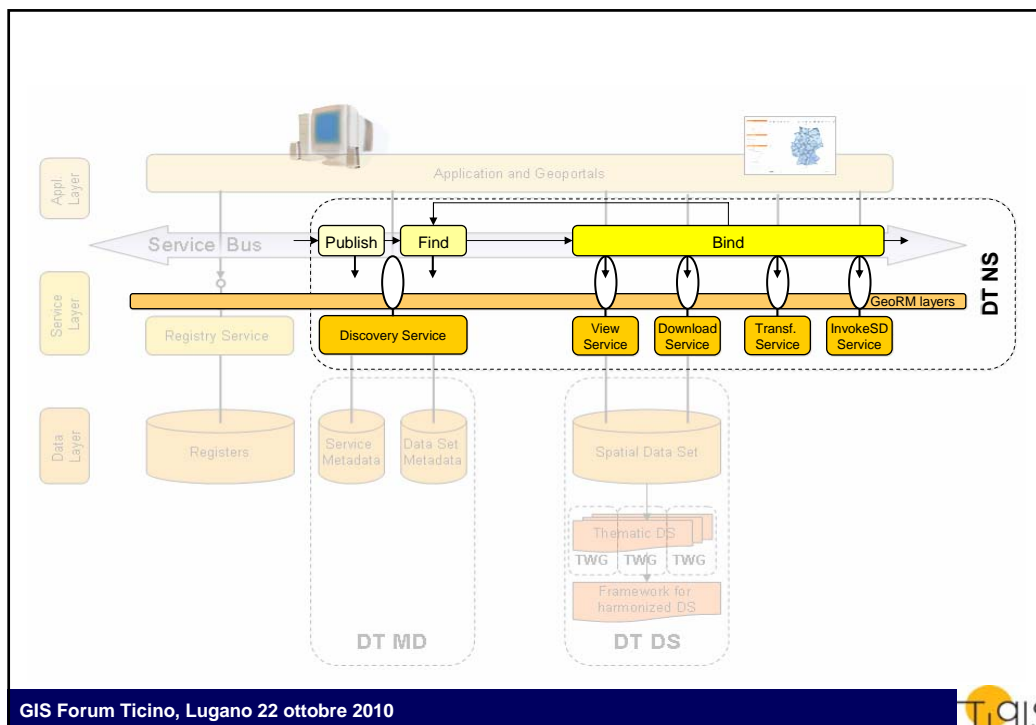 Application and Geoportals
Appl.
Layer
Service Bus
Publish
Find
Bind
DT NS
GeoRM layers
Service
Layer
Registry Service
Discovery Service
View
Service
Download
Service
Transf.
Service
InvokeSD
Service
Data
Layer
Registers
Service
Metadata
Data Set
Metadata
Spatial Data Set
Thematic DS
TWG
TWG
TWG
Framework for
harmonized DS
DT MD
DT DS
GIS Forum Ticino, Lugano 22 ottobre 2010